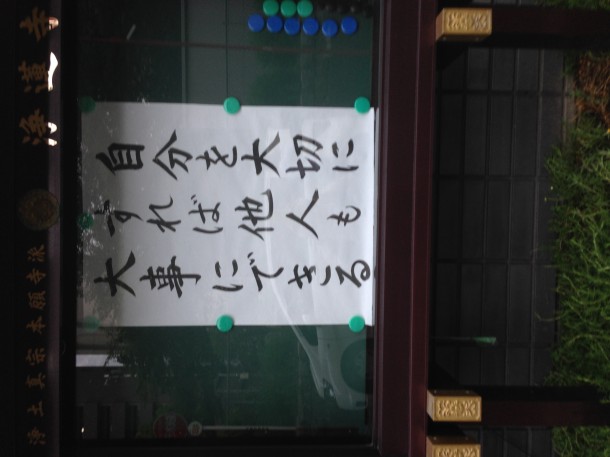 浄土真宗本願寺派
自分を大切に
すれば他人も
大事にできる